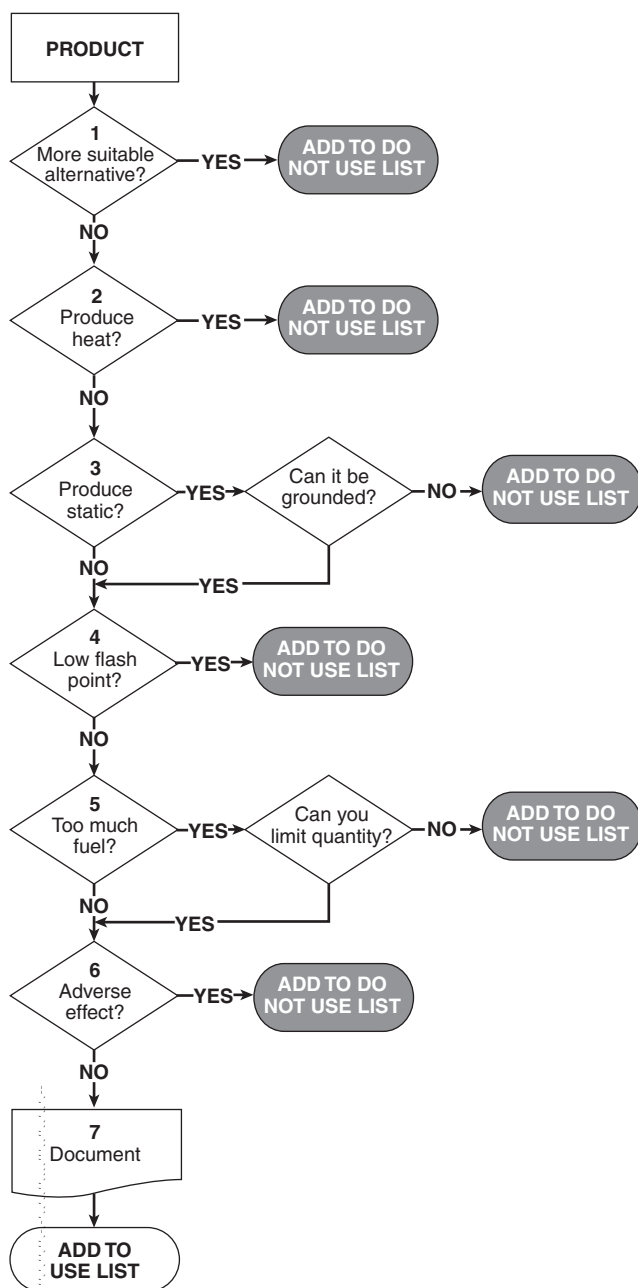 PRODUCT
1
More suitable
alternative?
YES
ADD TO DO
NOT USE LIST
NO
2
Produce
heat?
YES
ADD TO DO
NOT USE LIST
NO
3
Produce
static?
YES
Can it be
grounded?
NO
ADD TO DO
NOT USE LIST
NO
YES
4
Low flash
point?
YES
ADD TO DO
NOT USE LIST
NO
5
Too much
fuel?
YES
Can you
limit quantity?
NO
ADD TO DO
NOT USE LIST
NO
YES
6
Adverse
effect?
YES
ADD TO DO
NOT USE LIST
NO
7
Document
ADD TO
USE LIST